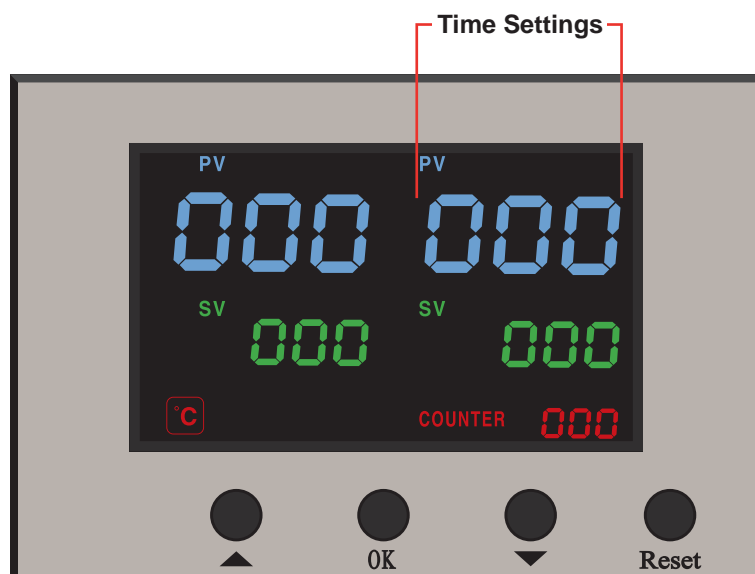 Time Settings
PV PV
000 000
SV SV
000 000
°C COUNTER 000
OK Reset